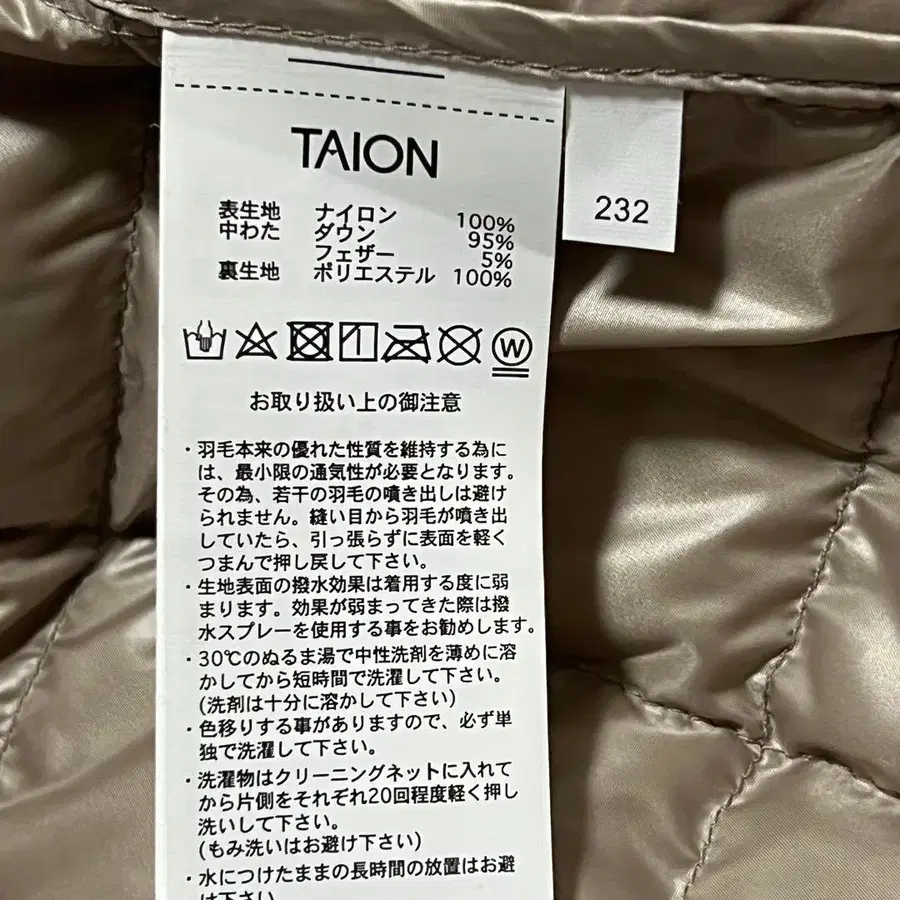 TAION
232
表生地 ナイロン 100%
中わた ダウン 95%
フェザー 5%
裏生地 ポリエステル 100%
W
お取り扱い上の御注意
・羽毛本来の優れた性質を維持する為に
は、最小限の通気性が必要となります。
その為、若干の羽毛の噴き出しは避け
られません。縫い目から羽毛が噴き出
していたら、引っ張らずに表面を軽く
つまんで押し戻して下さい。
・生地表面の撥水効果は着用する度に弱
まります。効果が弱まってきた際は撥
水スプレーを使用する事をお勧めします。
・30℃のぬるま湯で中性洗剤を薄めに溶
かしてから短時間で洗濯して下さい。
(洗剤は十分に溶かして下さい)
・色移りする事がありますので、必ず単
独で洗濯して下さい。
・洗濯物はクリーニングネットに入れて
から片側をそれぞれ20回程度軽く押し
洗いして下さい。
(もみ洗いはお避け下さい)
・水につけたままの長時間の放置はお避
け下さい。